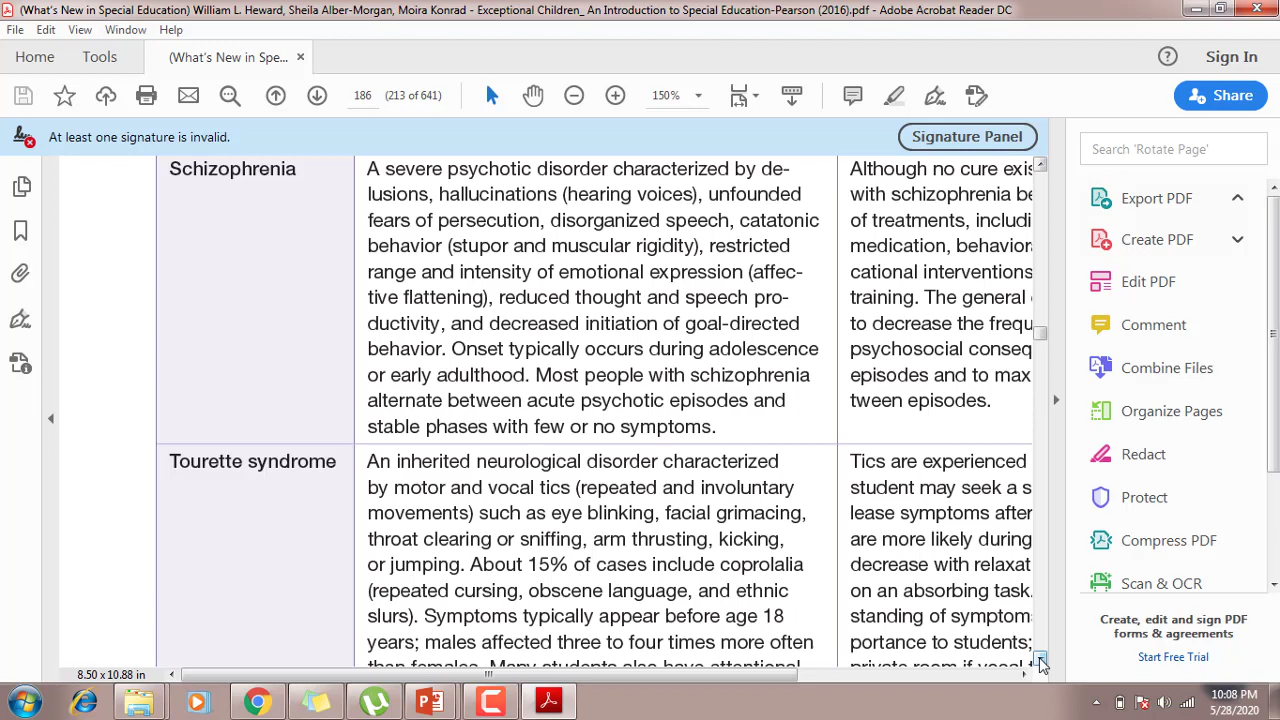 (What's New in Special Education) William L. Heward, Sheila Alber-Morgan, Moira Konrad - Exceptional Children_ An Introduction to Special Education-Pearson (2016).pdf - Adobe Acrobat Reader DC
File Edit View Window Help
Home Tools (What's New in Spe... × Sign In
186 (213 of 641) 150% Share
At least one signature is invalid. Signature Panel
Schizophrenia
A severe psychotic disorder characterized by de-
lusions, hallucinations (hearing voices), unfounded
fears of persecution, disorganized speech, catatonic
behavior (stupor and muscular rigidity), restricted
range and intensity of emotional expression (affec-
tive flattening), reduced thought and speech pro-
ductivity, and decreased initiation of goal-directed
behavior. Onset typically occurs during adolescence
or early adulthood. Most people with schizophrenia
alternate between acute psychotic episodes and
stable phases with few or no symptoms.
Although no cure exis
with schizophrenia be
of treatments, includi
medication, behavior
cational interventions
training. The general
to decrease the frequ
psychosocial conseq
episodes and to max
tween episodes.
Tourette syndrome
An inherited neurological disorder characterized
by motor and vocal tics (repeated and involuntary
movements) such as eye blinking, facial grimacing,
throat clearing or sniffing, arm thrusting, kicking,
or jumping. About 15% of cases include coprolalia
(repeated cursing, obscene language, and ethnic
slurs). Symptoms typically appear before age 18
years; males affected three to four times more often
than females. Many students also have attentional
Tics are experienced
student may seek a s
lease symptoms after
are more likely during
decrease with relaxat
on an absorbing task.
standing of symptoms
portance to students;
private room if vocal
8.50 x 10.88 in
Search 'Rotate Page'
Export PDF
Create PDF
Edit PDF
Comment
Combine Files
Organize Pages
Redact
Protect
Compress PDF
Scan & OCR
Create, edit and sign PDF
forms & agreements
Start Free Trial
10:08 PM
5/28/2020